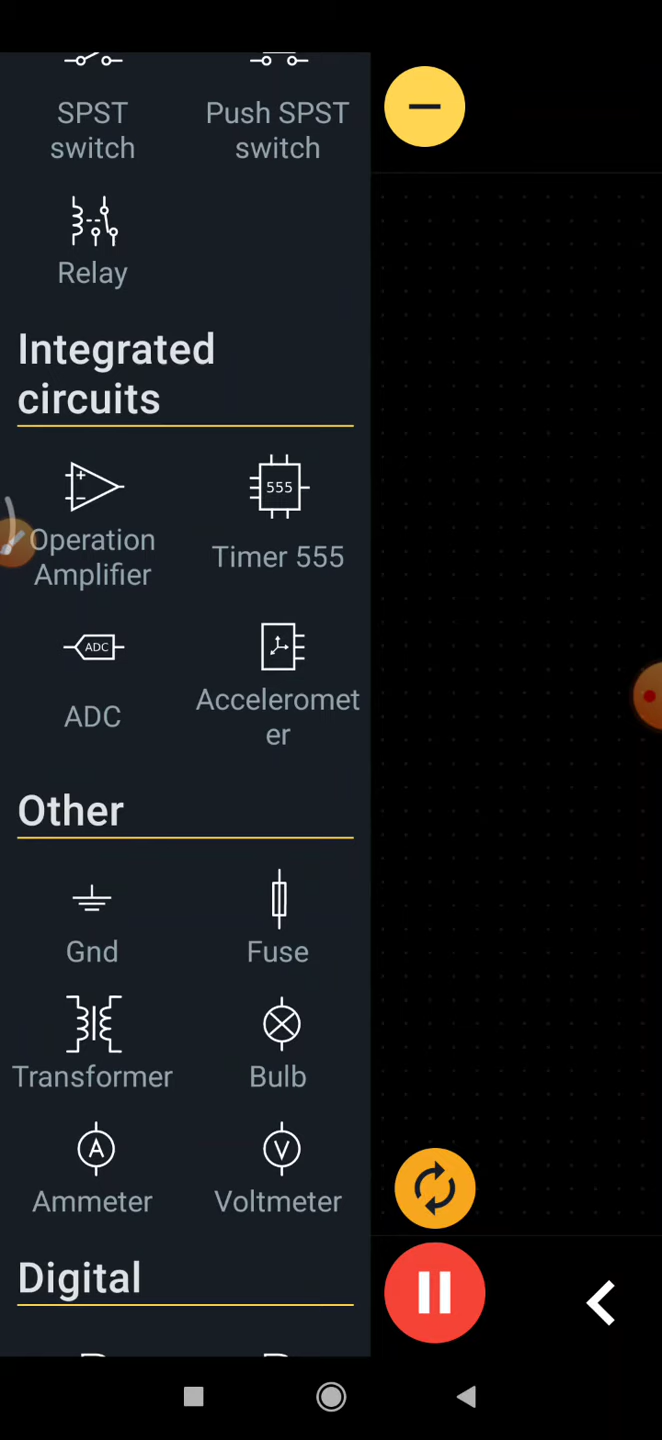 SPST Push SPST
switch switch
Relay
Integrated
circuits
555
Operation
Amplifier
Timer 555
ADC
ADC
Acceleromet
er
Other
Gnd Fuse
Transformer Bulb
A V
Ammeter Voltmeter
Digital